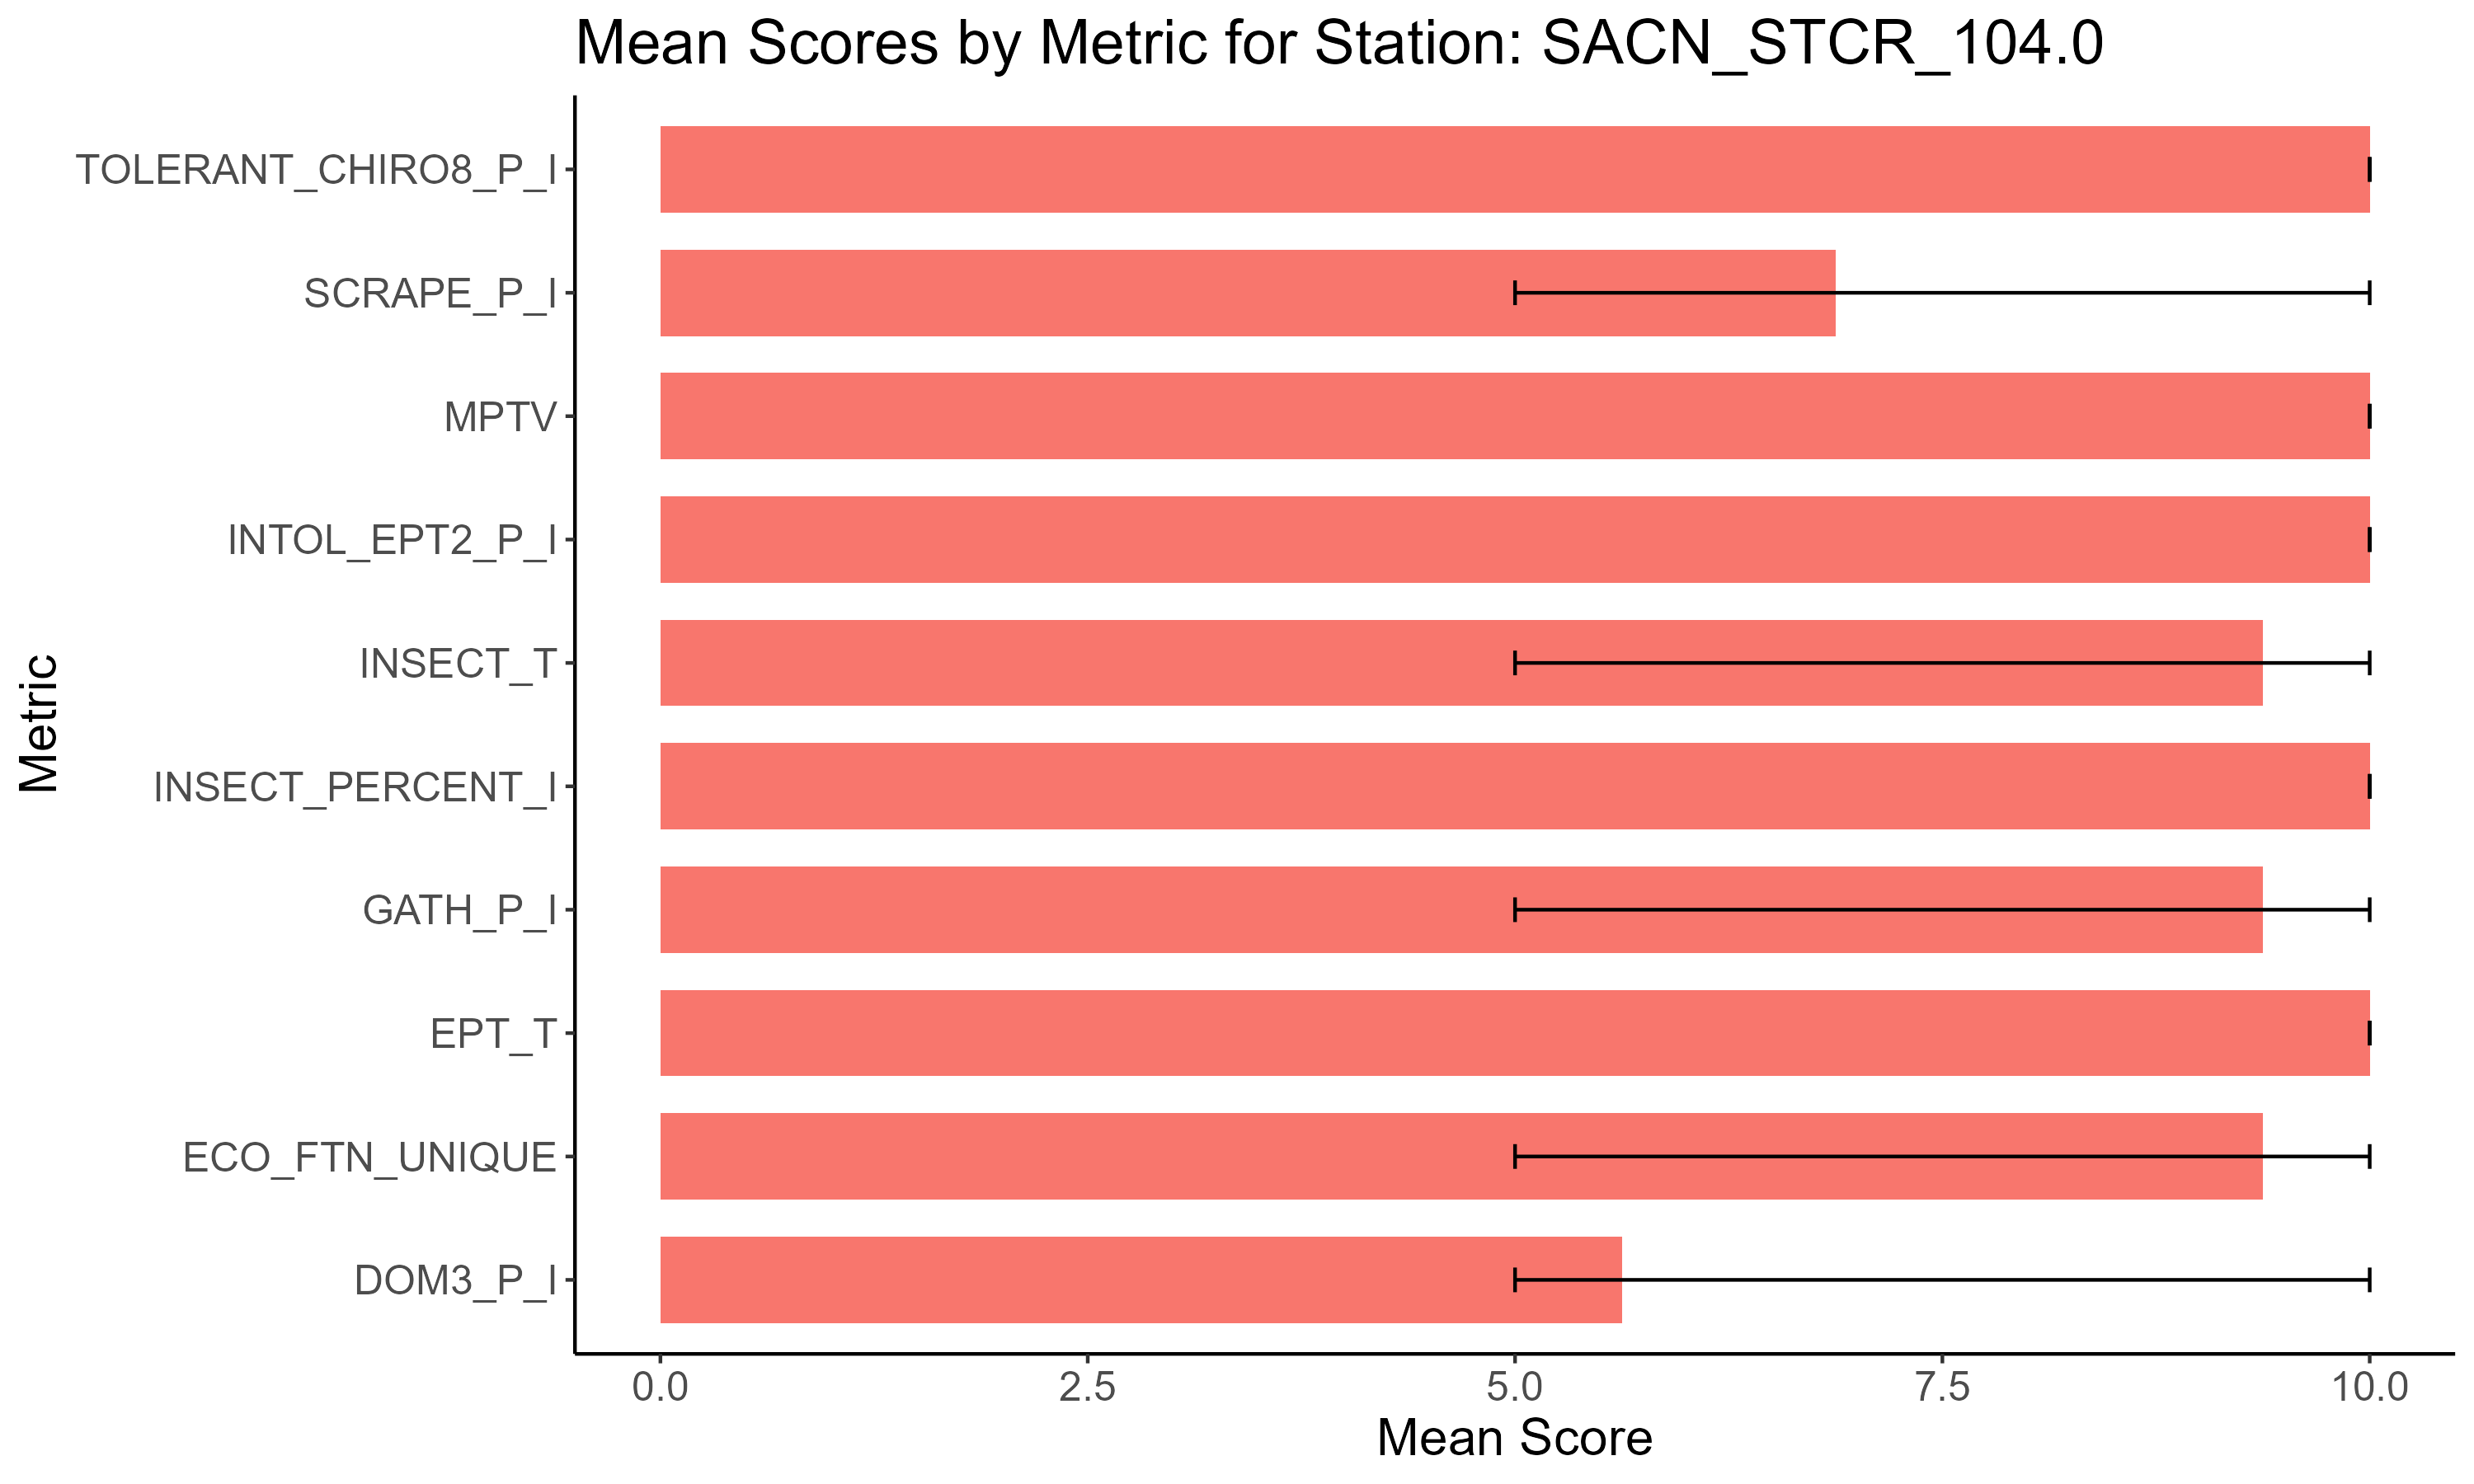 Mean Scores by Metric for Station: SACN_STCR_104.0
TOLERANT_CHIRO8_P_I
SCRAPE_P_I
MPTV
INTOL_EPT2_P_I
INSECT_T
INSECT_PERCENT_I
GATH_P_I
EPT_T
ECO_FTN_UNIQUE
DOM3_P_I
Metric
0.0 2.5 5.0 7.5 10.0
Mean Score